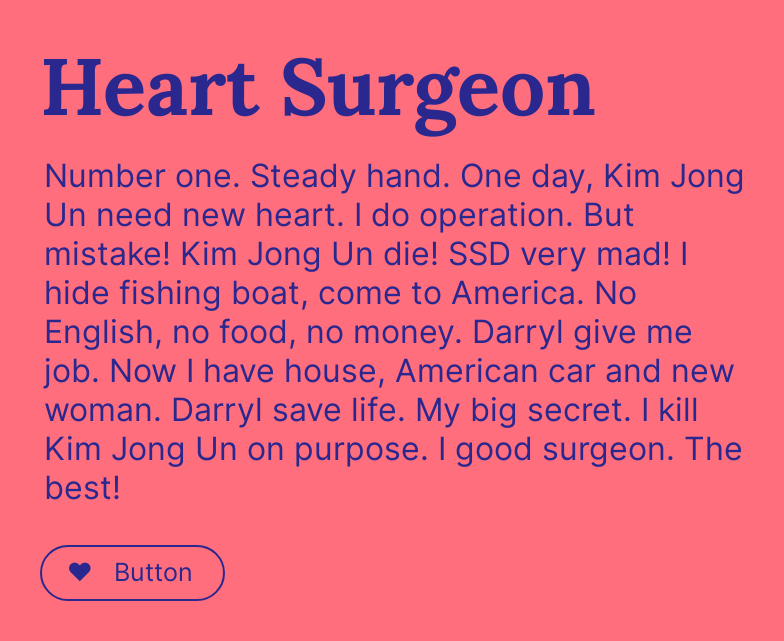 Heart Surgeon
Number one. Steady hand. One day, Kim Jong
Un need new heart. I do operation. But
mistake! Kim Jong Un die! SSD very mad! I
hide fishing boat, come to America. No
English, no food, no money. Darryl give me
job. Now I have house, American car and new
woman. Darryl save life. My big secret. I kill
Kim Jong Un on purpose. I good surgeon. The
best!
Button